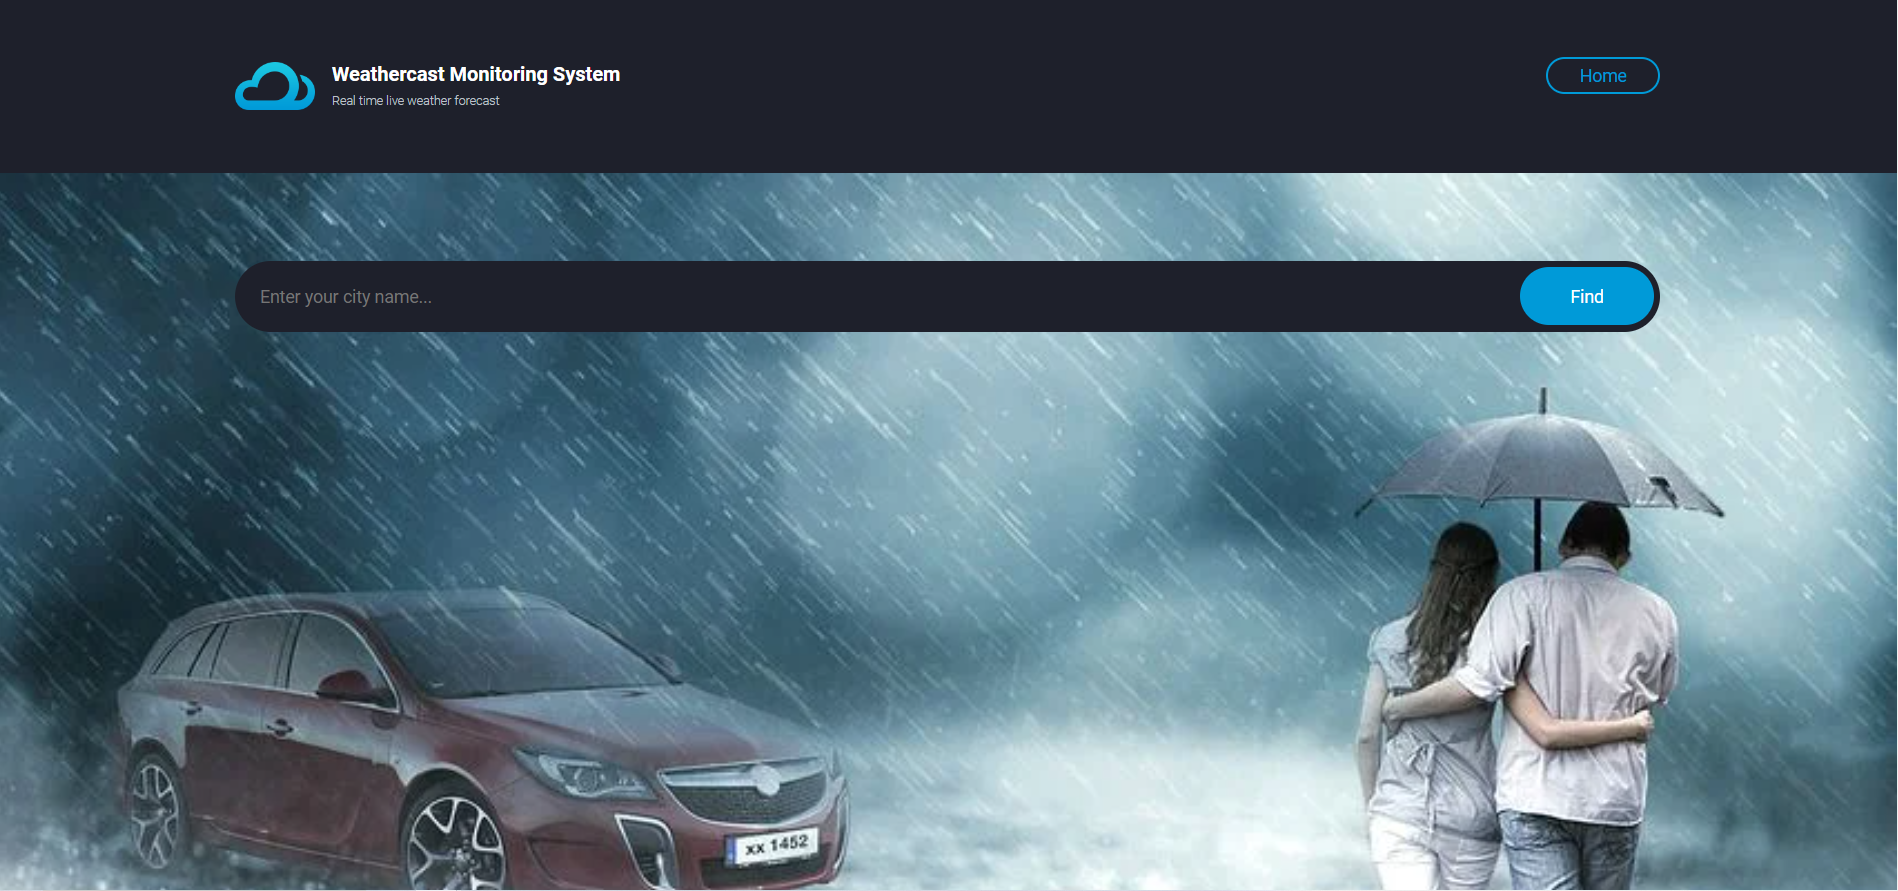 Weathercast Monitoring System
Real time live weather forecast
Home
Enter your city name...
Find
xx 1452